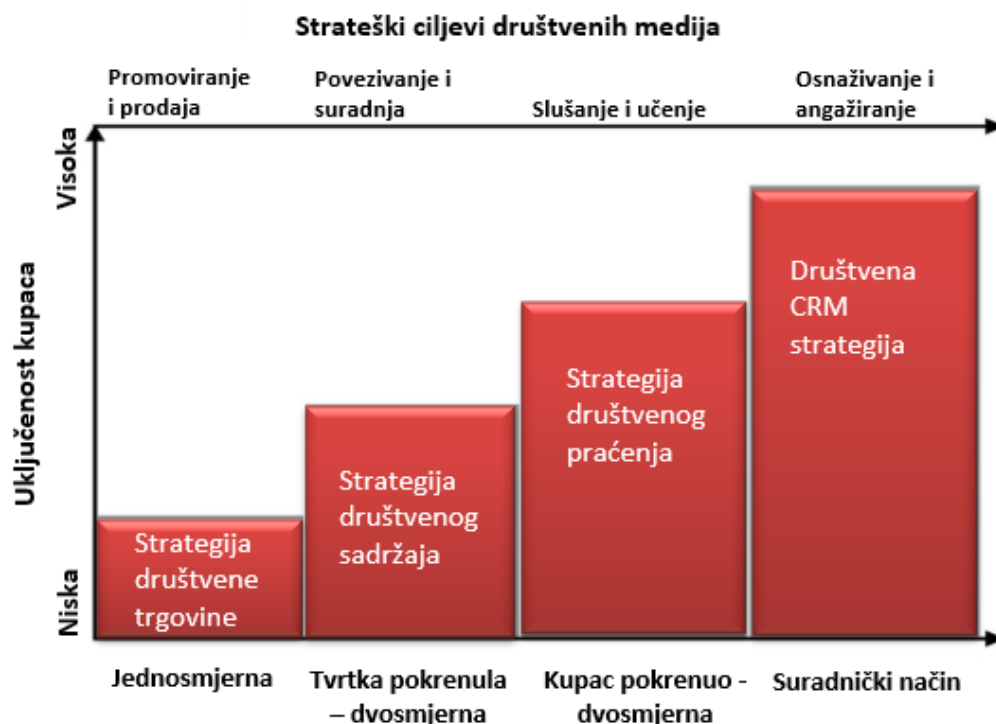 Strateški ciljevi društvenih medija
Promoviranje
i prodaja
Povezivanje i
suradnja
Slušanje i učenje
Osnaživanje i
angažiranje
Visoka
Uključenost kupaca
Niska
Strategija
društvene
trgovine
Strategija
društvenog
sadržaja
Strategija
društvenog
praćenja
Društvena
CRM
strategija
Jednosmjerna
Tvrtka pokrenula
– dvosmjerna
Kupac pokrenuo -
dvosmjerna
Suradnički način